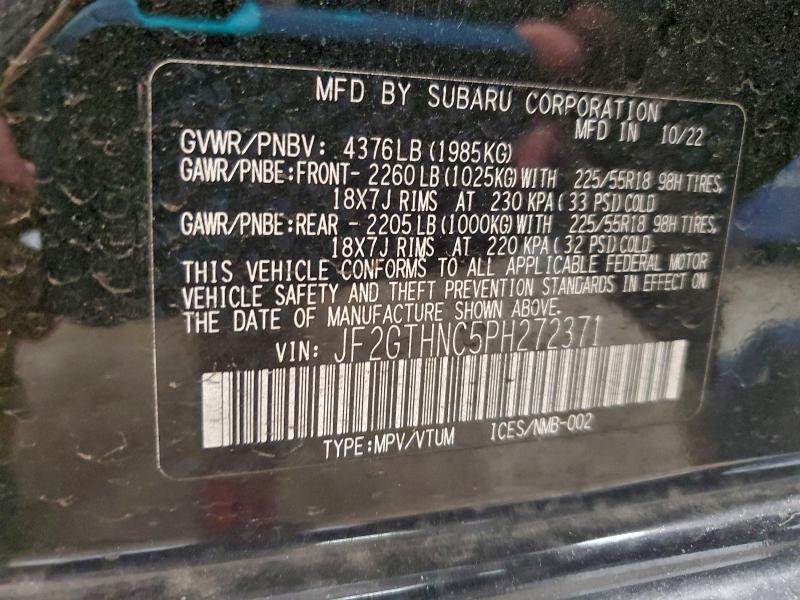 MFD BY SUBARU CORPORATION
MFD IN 10/22
GVWR/PNBV: 4376LB (1985KG)
GAWR/PNBE:FRONT- 2260 LB (1025KG) WITH 225/55R18 98H TIRES,
18X7J RIMS AT 230 KPA (33 PSI) COLD
GAWR/PNBE:REAR - 2205 LB (1000KG) WITH 225/55R18 98H TIRES,
18X7J RIMS AT 220 KPA (32 PSI) COLD
THIS VEHICLE CONFORMS TO ALL APPLICABLE FEDERAL MOTOR
VEHICLE SAFETY AND THEFT PREVENTION STANDARDS IN EFFECT ON
THE DATE OF MANUFACTURE SHOWN ABOVE.
VIN: JF2GTHNC5PH272371
TYPE:MPV/VTUM ICES/NMB-002